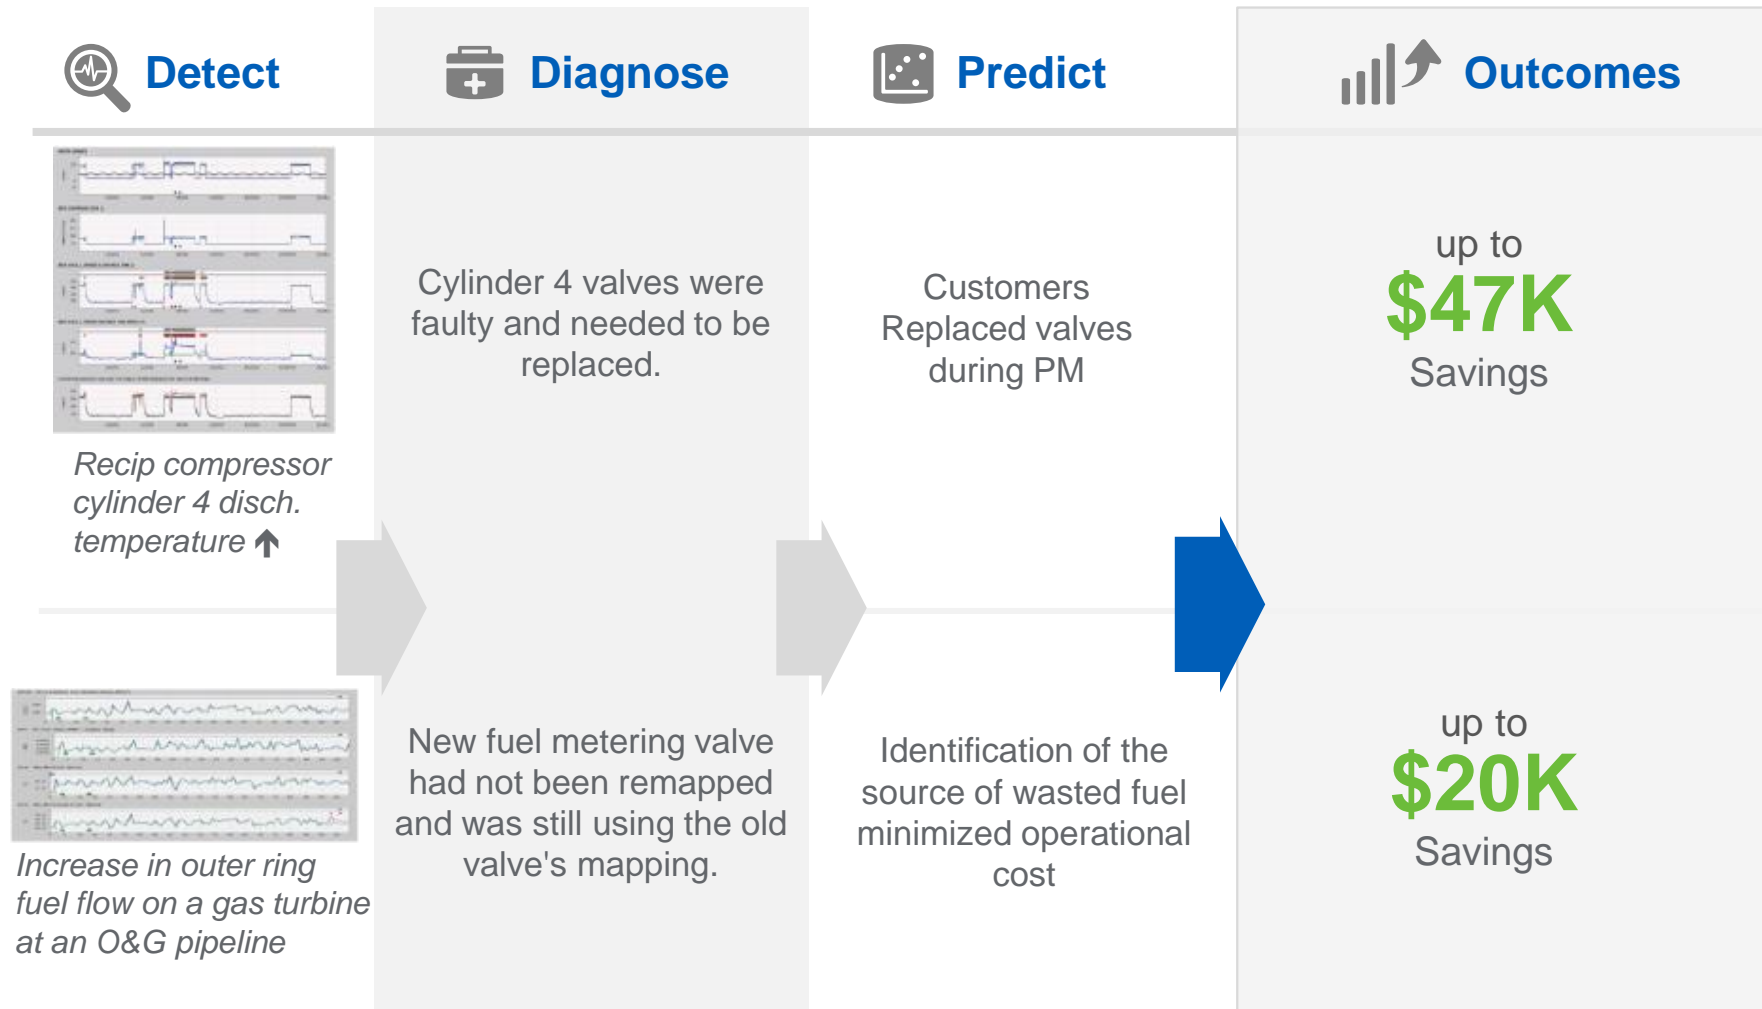 Detect
Diagnose
Predict
Outcomes
Recip compressor
cylinder 4 disch.
temperature
Cylinder 4 valves were
faulty and needed to be
replaced.
Customers
Replaced valves
during PM
up to
$47K
Savings
Increase in outer ring
fuel flow on a gas turbine
at an O&G pipeline
New fuel metering valve
had not been remapped
and was still using the old
valve's mapping.
Identification of the
source of wasted fuel
minimized operational
cost
up to
$20K
Savings